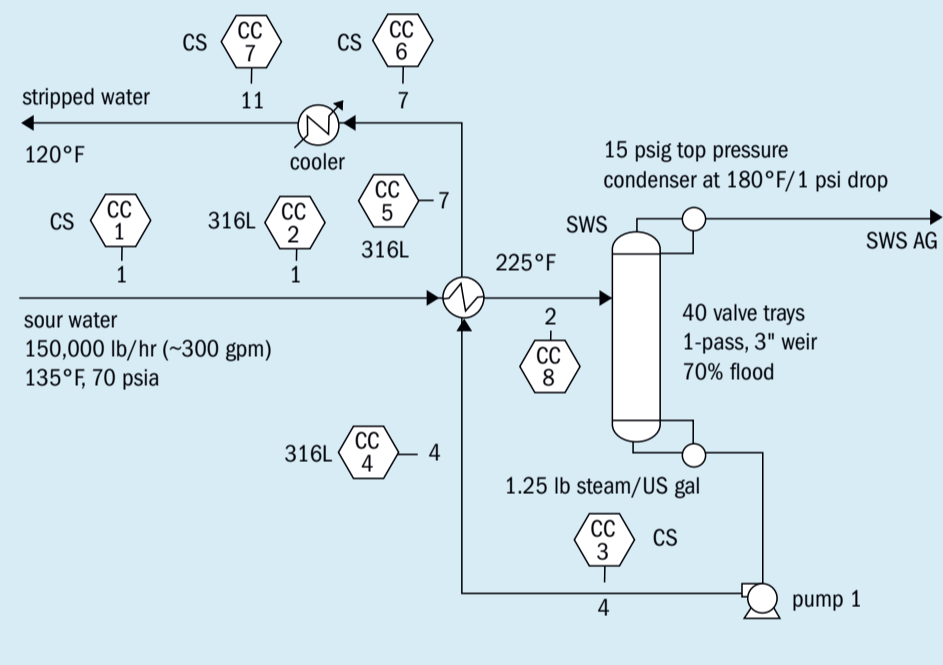 CS
CC
7
11
CS
CC
6
7
stripped water
120°F
cooler
CS
CC
1
1
316L
CC
2
1
CC
5
7
316L
15 psig top pressure
condenser at 180°F/1 psi drop
SWS
SWS AG
225°F
sour water
150,000 lb/hr (~300 gpm)
135°F, 70 psia
2
CC
8
40 valve trays
1-pass, 3" weir
70% flood
316L
CC
4
4
1.25 lb steam/US gal
CC
3
CS
4
pump 1